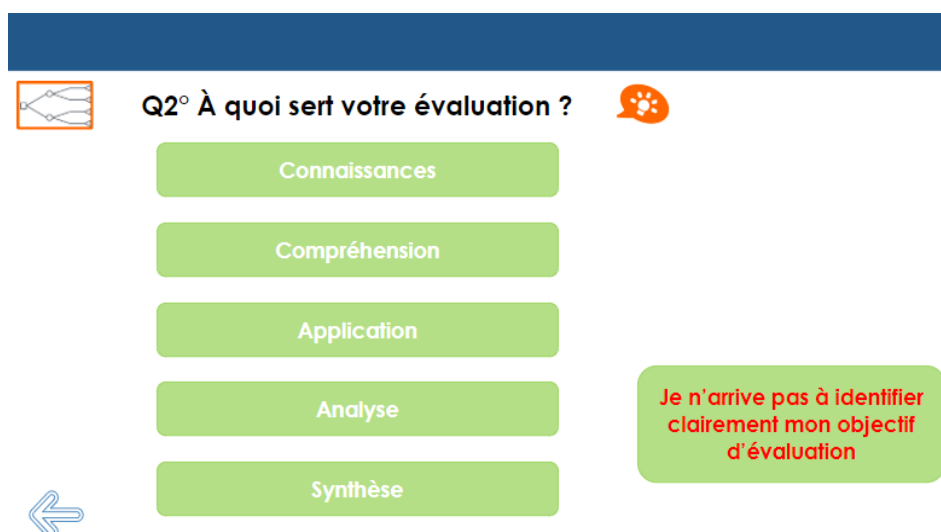 Q2° À quoi sert votre évaluation ?
Connaissances
Compréhension
Application
Analyse
Synthèse
Je n'arrive pas à identifier
clairement mon objectif
d'évaluation